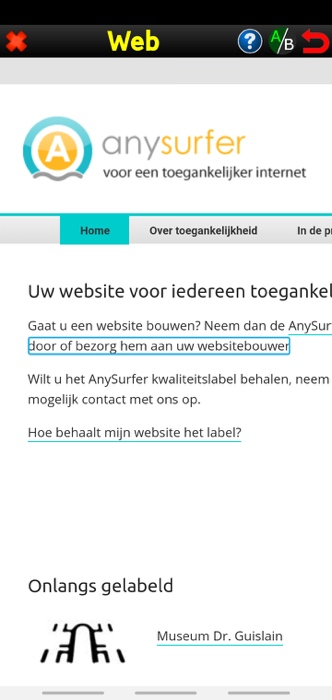 Web
?
A/B
A
anysurfer
voor een toegankelijker internet
Home Over toegankelijkheid In de
Uw website voor iedereen
Gaat u een website bouwen? Neem dan de
door of bezorg hem aan uw websitebouwer
Wilt u het AnySurfer kwaliteitslabel behalen, neem
mogelijk contact met ons op.
Hoe behaalt mijn website het label?
Onlangs gelabeld
Museum Dr. Guislain